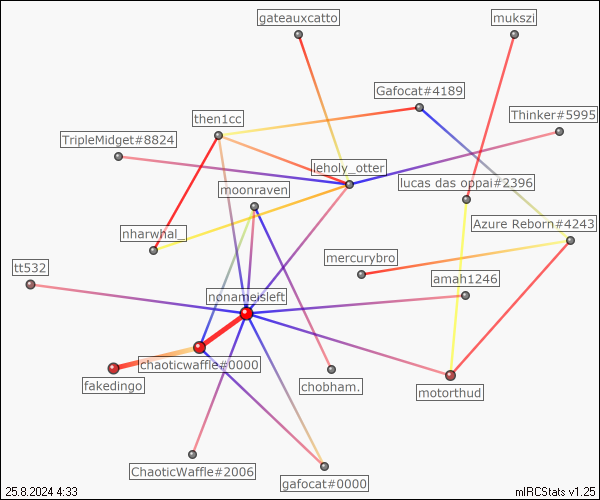 gateauxcatto
mukszi
Gafocat#4189
Thinker#5995
then1cc
TripleMidget#8824
leholy_otter
lucas das oppai#2396
noonraven
Azure Reborn#4243
nharwhal_
mercurybro
tt532
amah1246
nonameisleft
chaoticwaffle#0000
fakedingo
chobham.
motorthud
ChaoticWaffle#2006
gafocat#0000
25.8.2024 4:33
mIRCStats v1.25